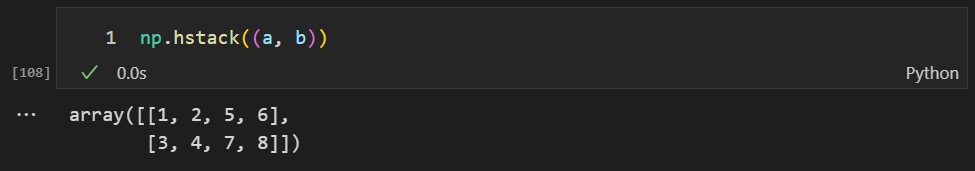 1 np.hstack((a, b))
[108] ✓ 0.0s Python
... array([[1, 2, 5, 6],
[3, 4, 7, 8]])